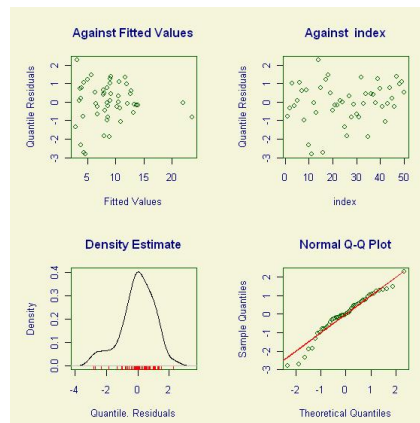 Against Fitted Values
Quantile Residuals
-3 -2 -1 0 1 2
5 10 15 20
Fitted Values
Against index
Quantile Residuals
-3 -2 -1 0 1 2
0 10 20 30 40 50
index
Density Estimate
Density
0.0 0.1 0.2 0.3 0.4
-4 -2 0 2
Quantile. Residuals
Normal Q-Q Plot
Sample Quantiles
-3 -2 -1 0 1 2
-2 -1 0 1 2
Theoretical Quantiles